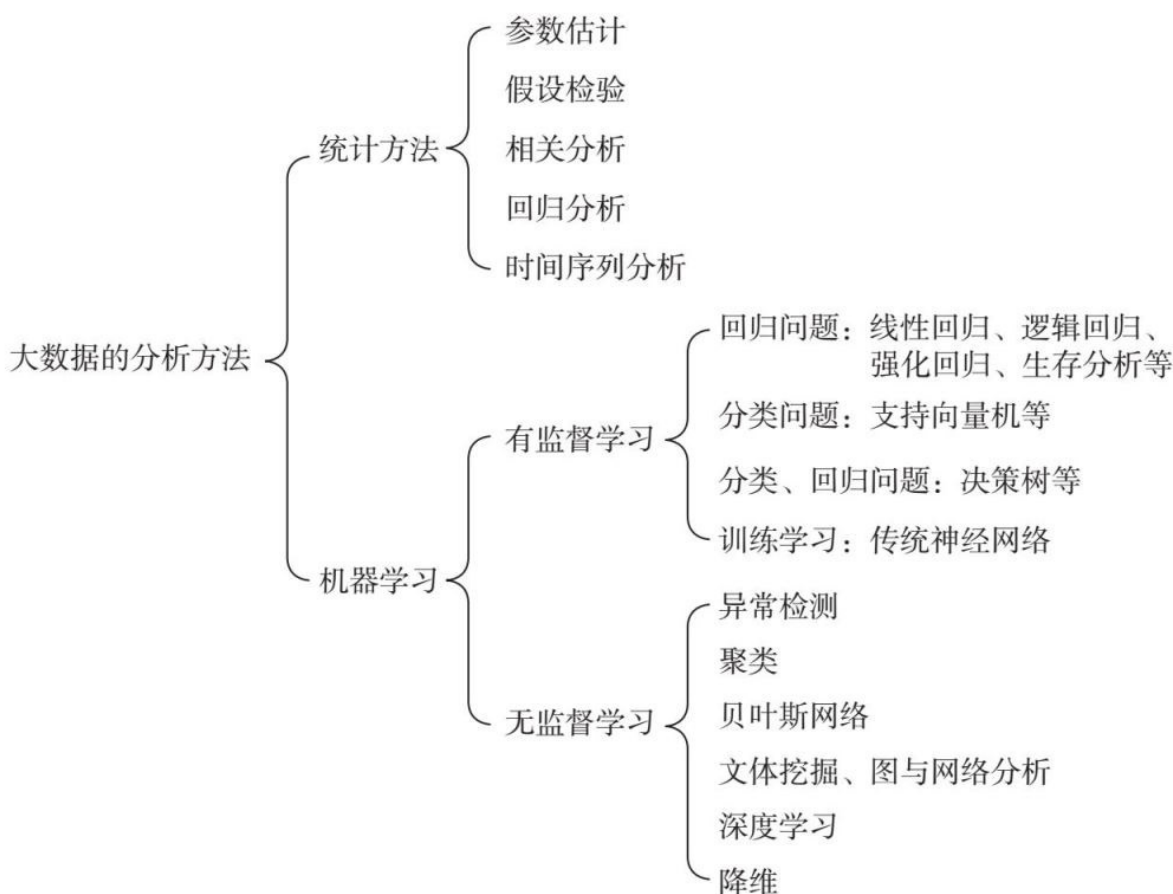 大数据的分析方法
统计方法
参数估计
假设检验
相关分析
回归分析
时间序列分析
机器学习
有监督学习
回归问题：线性回归、逻辑回归、
强化回归、生存分析等
分类问题：支持向量机等
分类、回归问题：决策树等
训练学习：传统神经网络
无监督学习
异常检测
聚类
贝叶斯网络
文体挖掘、图与网络分析
深度学习
降维